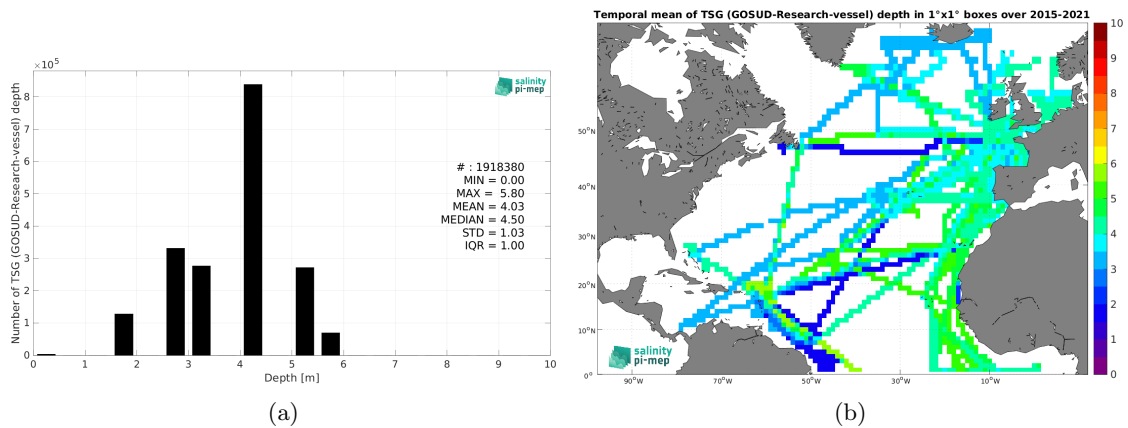 Temporal mean of TSG (GOSUD-Research-vessel) depth in 1°x1° boxes over 2015-2021
×10⁵
Number of TSG (GOSUD-Research-vessel) depth
8
7
6
5
4
3
2
1
0
salinity
pi-mep
# : 1918380
MIN = 0.00
MAX = 5.80
MEAN = 4.03
MEDIAN = 4.50
STD = 1.03
IQR = 1.00
0 1 2 3 4 5 6 7 8 9 10
Depth [m]
(a)
50°N
40°N
30°N
20°N
10°N
0°
90°W 70°W 50°W 30°W 10°W
salinity
pi-mep
10
9
8
7
6
5
4
3
2
1
0
(b)